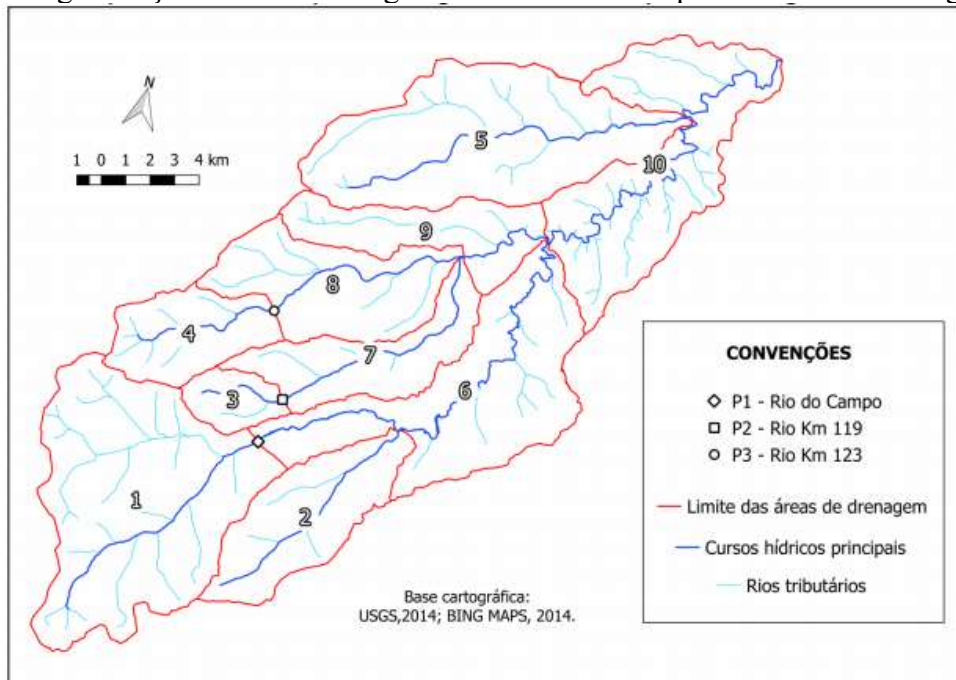 N
1 0 1 2 3 4 km
5
10
9
8
4
7
3
6
1
2
CONVENÇÕES
P1 - Rio do Campo
P2 - Rio Km 119
P3 - Rio Km 123
Limite das áreas de drenagem
Cursos hídricos principais
Rios tributários
Base cartográfica:
USGS,2014; BING MAPS, 2014.